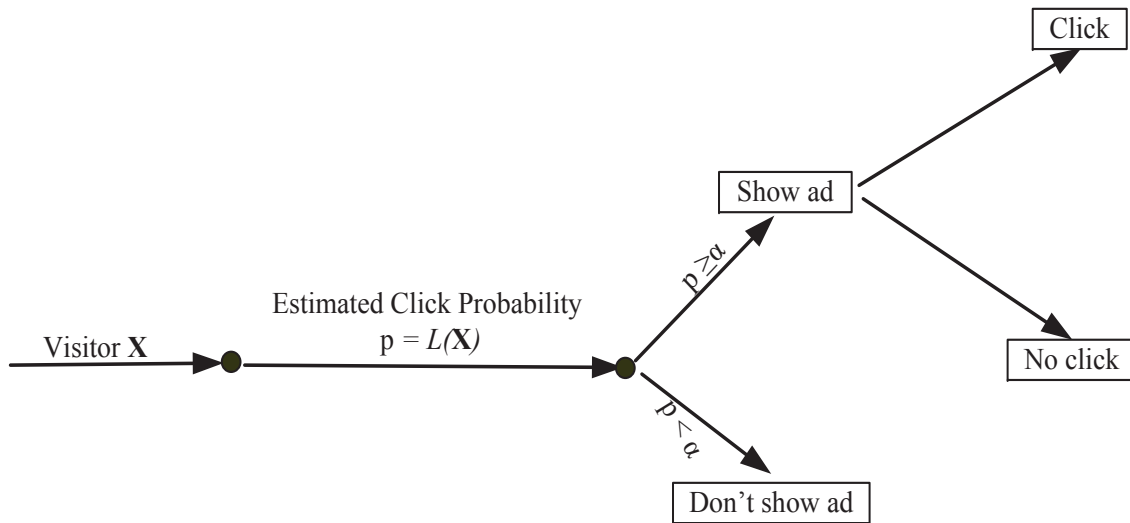 Click
Show ad
p ≥ α
Estimated Click Probability
p = L(X)
Visitor X
No click
p < α
Don’t show ad